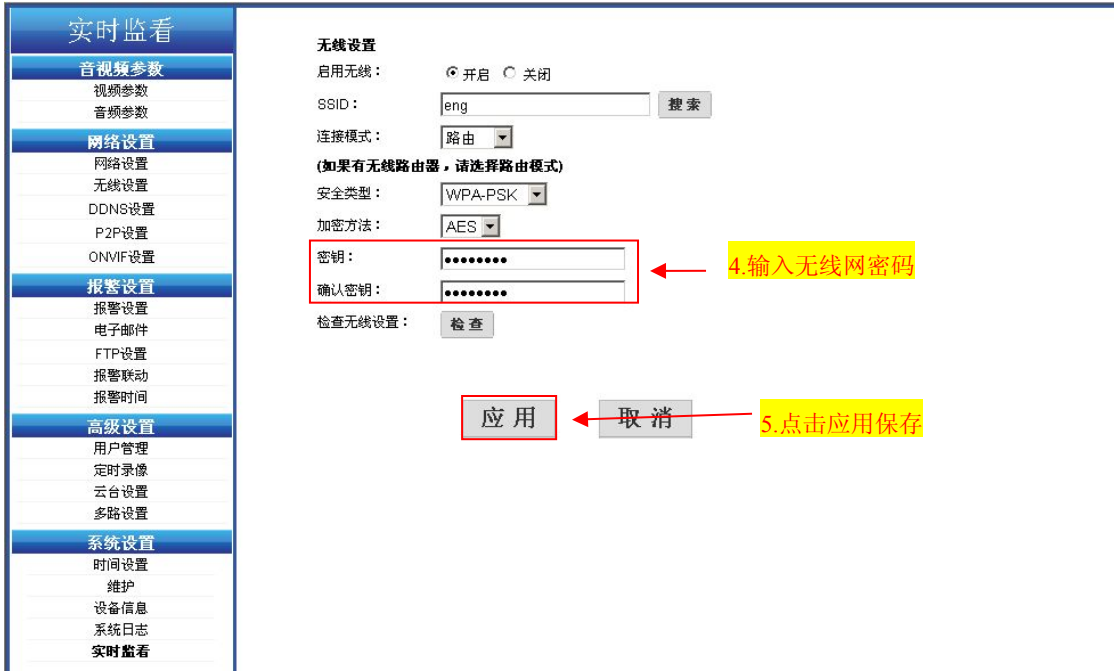 实时监看
音视频参数
视频参数
音频参数
网络设置
网络设置
无线设置
DDNS设置
P2P设置
ONVIF设置
报警设置
报警设置
电子邮件
FTP设置
报警联动
报警时间
高级设置
用户管理
定时录像
云台设置
多路设置
系统设置
时间设置
维护
设备信息
系统日志
实时监看
无线设置
启用无线： 开启 关闭
SSID： eng 搜索
连接模式： 路由
(如果有无线路由器，请选择路由模式)
安全类型： WPA-PSK
加密方法： AES
密钥： ●●●●●●●●
确认密钥： ●●●●●●●●
4.输入无线网密码
检查无线设置： 检查
应用 取消
5.点击应用保存